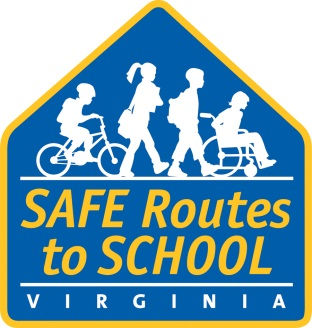 SAFE Routes
to SCHOOL
VIRGINIA